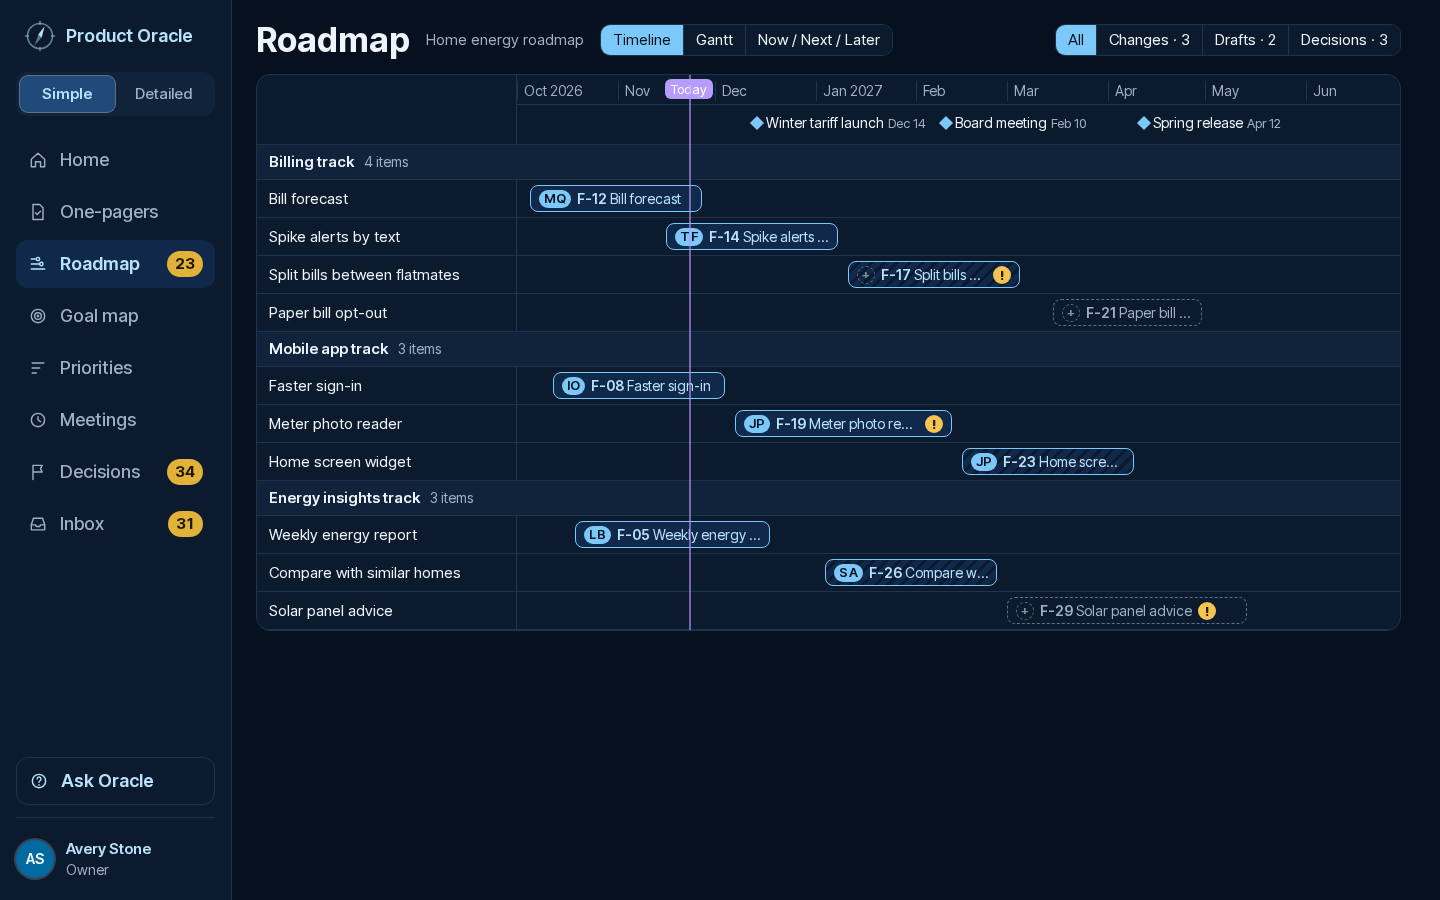 Product Oracle
Simple Detailed
Home
One-pagers
Roadmap 23
Goal map
Priorities
Meetings
Decisions 34
Inbox 31
Ask Oracle
AS Avery Stone
Owner
Roadmap Home energy roadmap Timeline Gantt Now / Next / Later All Changes · 3 Drafts · 2 Decisions · 3
Oct 2026 Nov Today Dec Jan 2027 Feb Mar Apr May Jun
Winter tariff launch Dec 14 Board meeting Feb 10 Spring release Apr 12
Billing track 4 items
Bill forecast MQ F-12 Bill forecast
Spike alerts by text TF F-14 Spike alerts ...
Split bills between flatmates + F-17 Split bills ... !
Paper bill opt-out + F-21 Paper bill ...
Mobile app track 3 items
Faster sign-in IO F-08 Faster sign-in
Meter photo reader JP F-19 Meter photo re... !
Home screen widget JP F-23 Home scre...
Energy insights track 3 items
Weekly energy report LB F-05 Weekly energy ...
Compare with similar homes SA F-26 Compare w...
Solar panel advice + F-29 Solar panel advice !